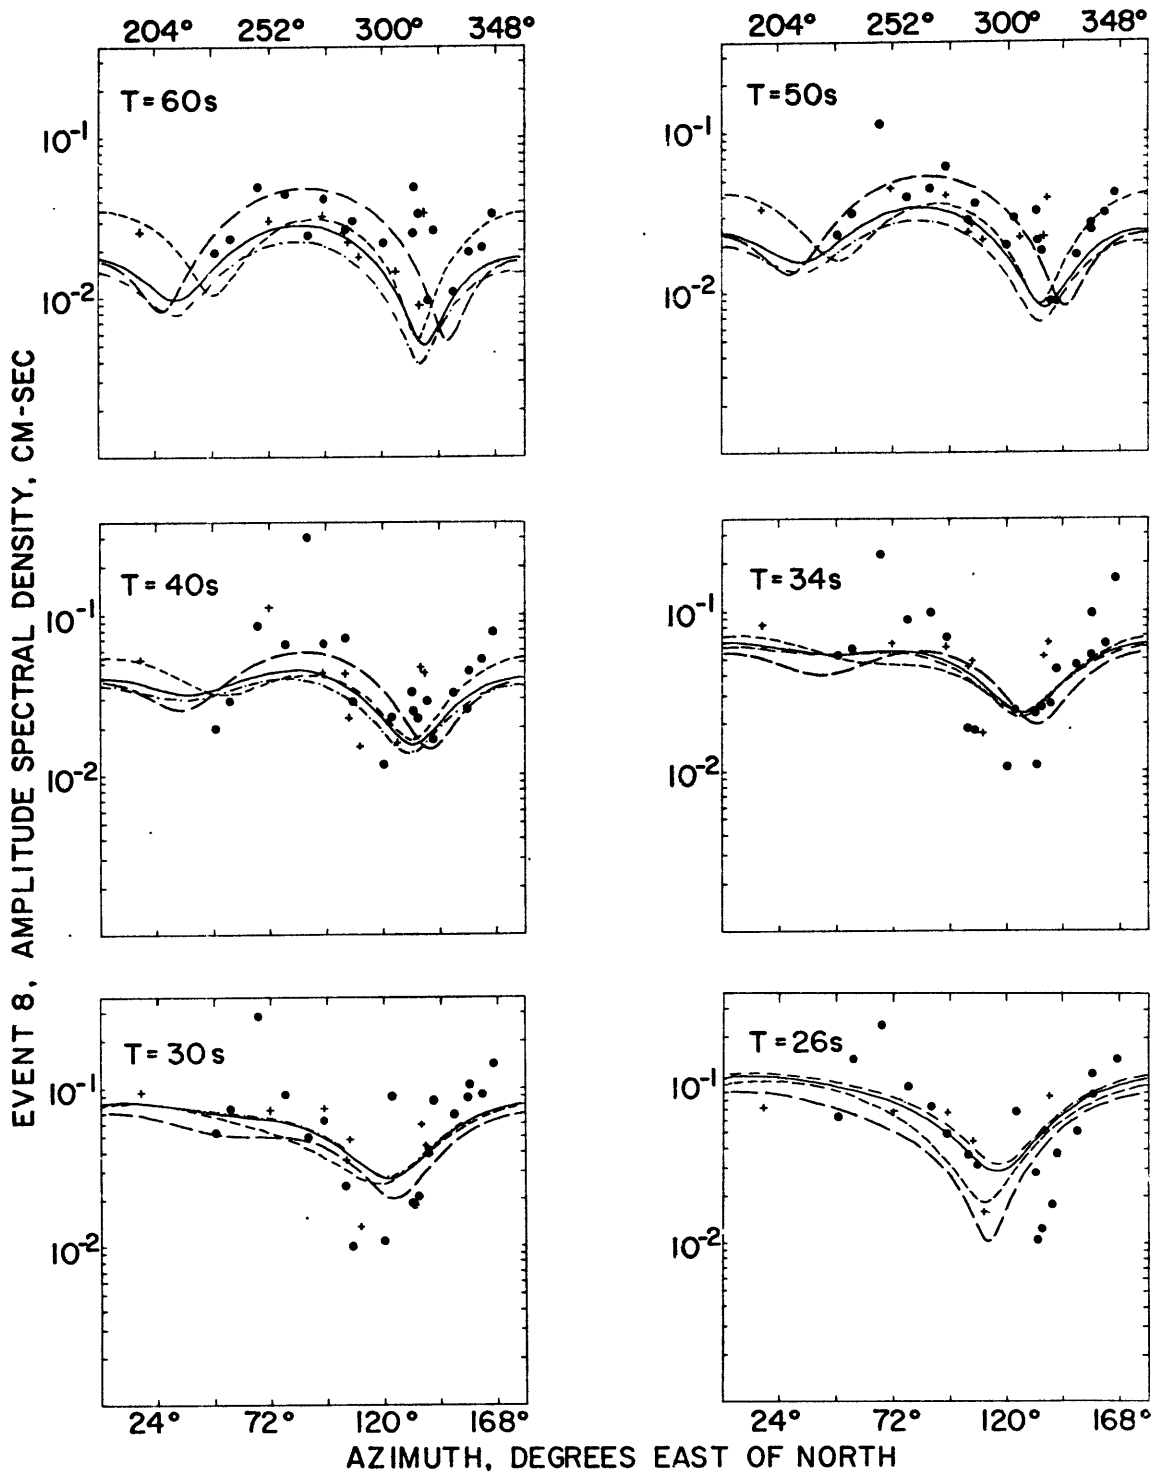 204° 252° 300° 348°
204° 252° 300° 348°
T=60s
T=50s
10-1
10-2
10-1
10-2
EVENT 8, AMPLITUDE SPECTRAL DENSITY, CM-SEC
T=40s
T=34s
10-1
10-2
10-1
10-2
T=30s
T=26s
10-1
10-2
10-1
10-2
24° 72° 120° 168°
24° 72° 120° 168°
AZIMUTH, DEGREES EAST OF NORTH